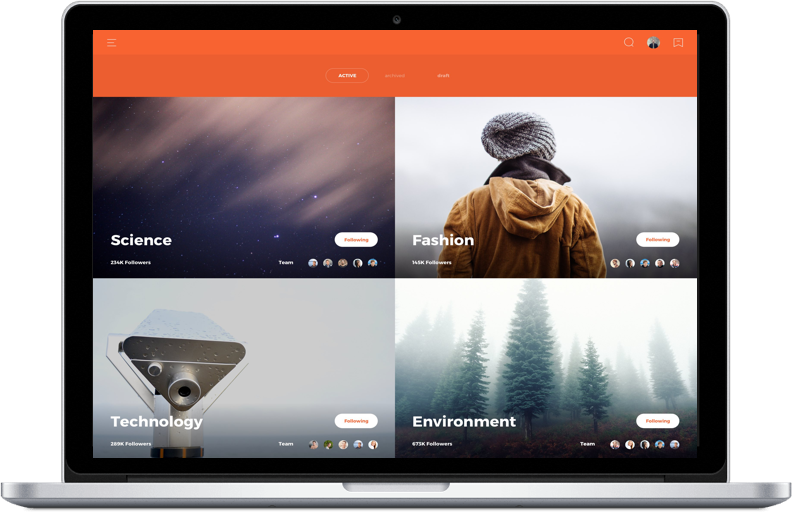 ACTIVE archived draft
Science Following
234K Followers Team
Fashion Following
145K Followers
Technology Following
289K Followers Team
Environment Following
673K Followers Team